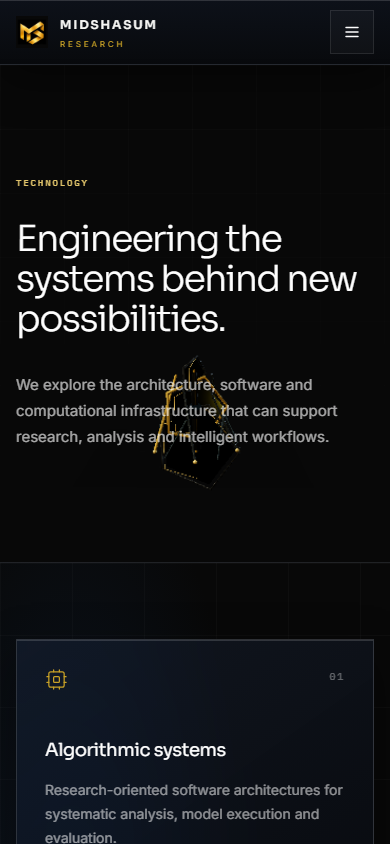 MIDSHASUM
RESEARCH
TECHNOLOGY
Engineering the
systems behind new
possibilities.
We explore the architecture, software and
computational infrastructure that can support
research, analysis and intelligent workflows.
01
Algorithmic systems
Research-oriented software architectures for
systematic analysis, model execution and
evaluation.